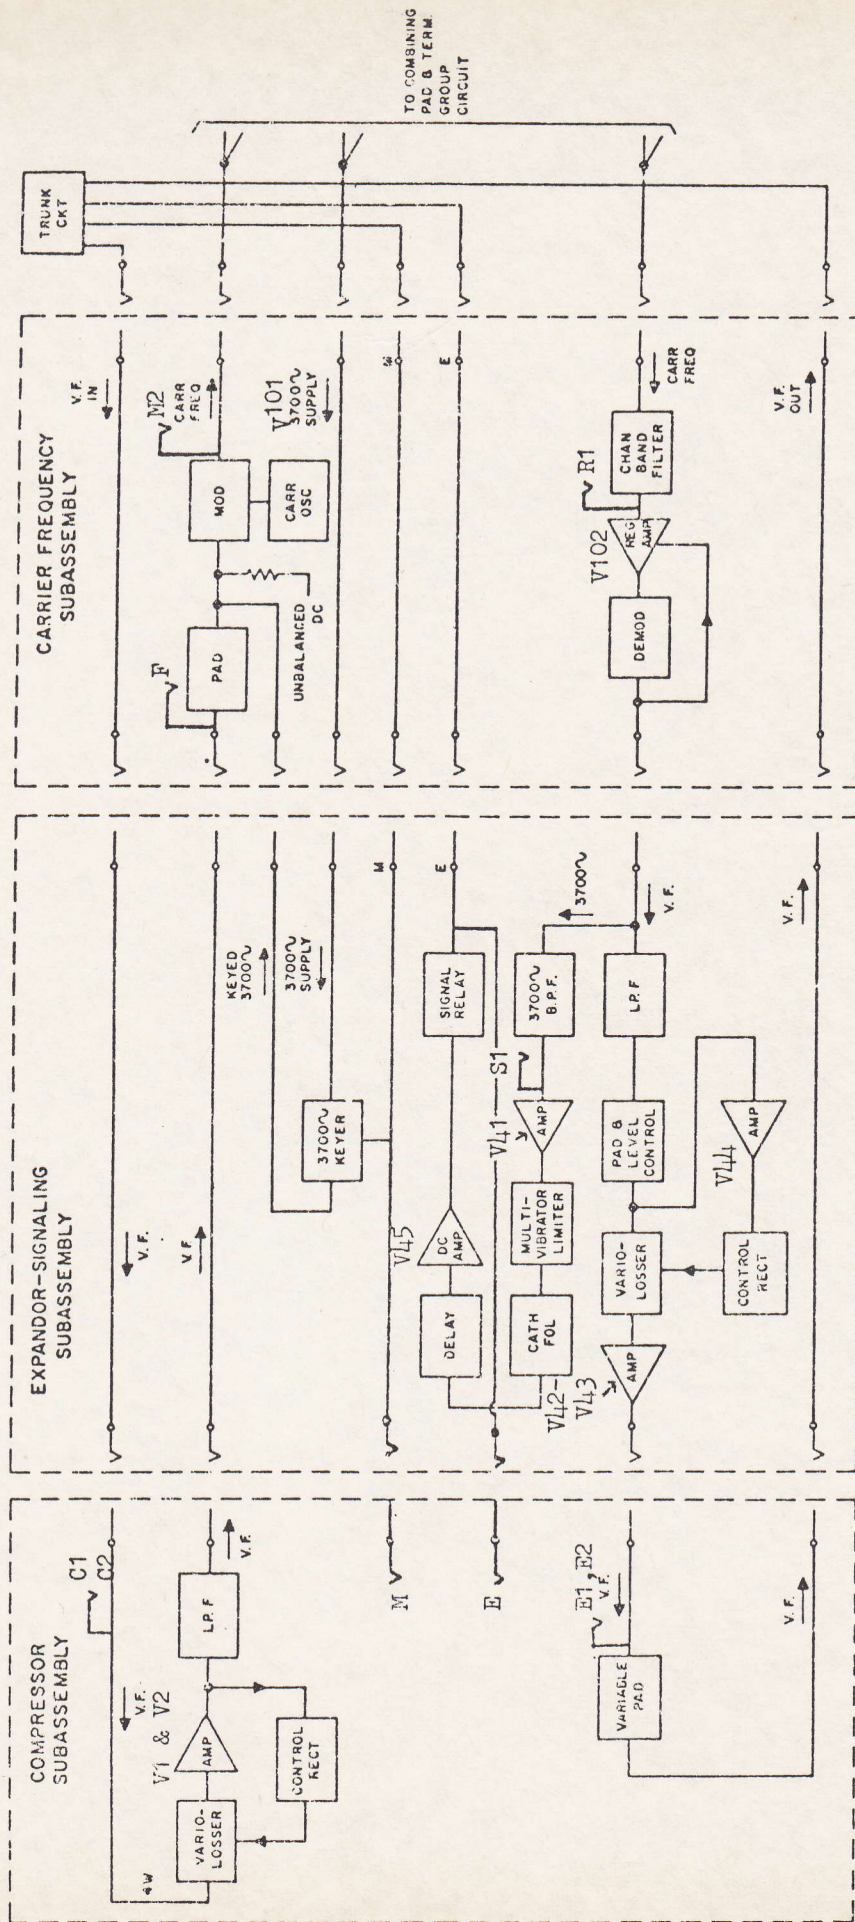 COMPRESSOR
SUBASSEMBLY
C1
C2
V.F.
V1 & V2
4W
VARIO-
LOSSER
AMP
L.P.F
V.F.
CONTROL
RECT
M
E
E1,E2
V.F.
VARIABLE
PAD
V.F.
EXPANDOR-SIGNALING
SUBASSEMBLY
V.F.
V.F
KEYED
3700~
3700~
SUPPLY
3700~
KEYER
M
V45
DC
AMP
DELAY
SIGNAL
RELAY
E
V41
S1
3700~
B.P.F.
3700~
AMP
MULTI-
VIBRATOR
LIMITER
CATH
FOL
V42-
V43
AMP
VARIO-
LOSSER
PAD &
LEVEL
CONTROL
L.P.F
V.F.
V44
AMP
CONTROL
RECT
V.F.
CARRIER FREQUENCY
SUBASSEMBLY
V.F.
IN
F
PAD
MOD
M2
CARR
FREQ
CARR
OSC
UNBALANCED
DC
V101
3700~
SUPPLY
M
E
V102
R1
DEMOD
REG
AMP
CHAN
BAND
FILTER
CARR
FREQ
V.F.
OUT
TRUNK
CKT
TO COMBINING
PAD & TERM.
GROUP
CIRCUIT